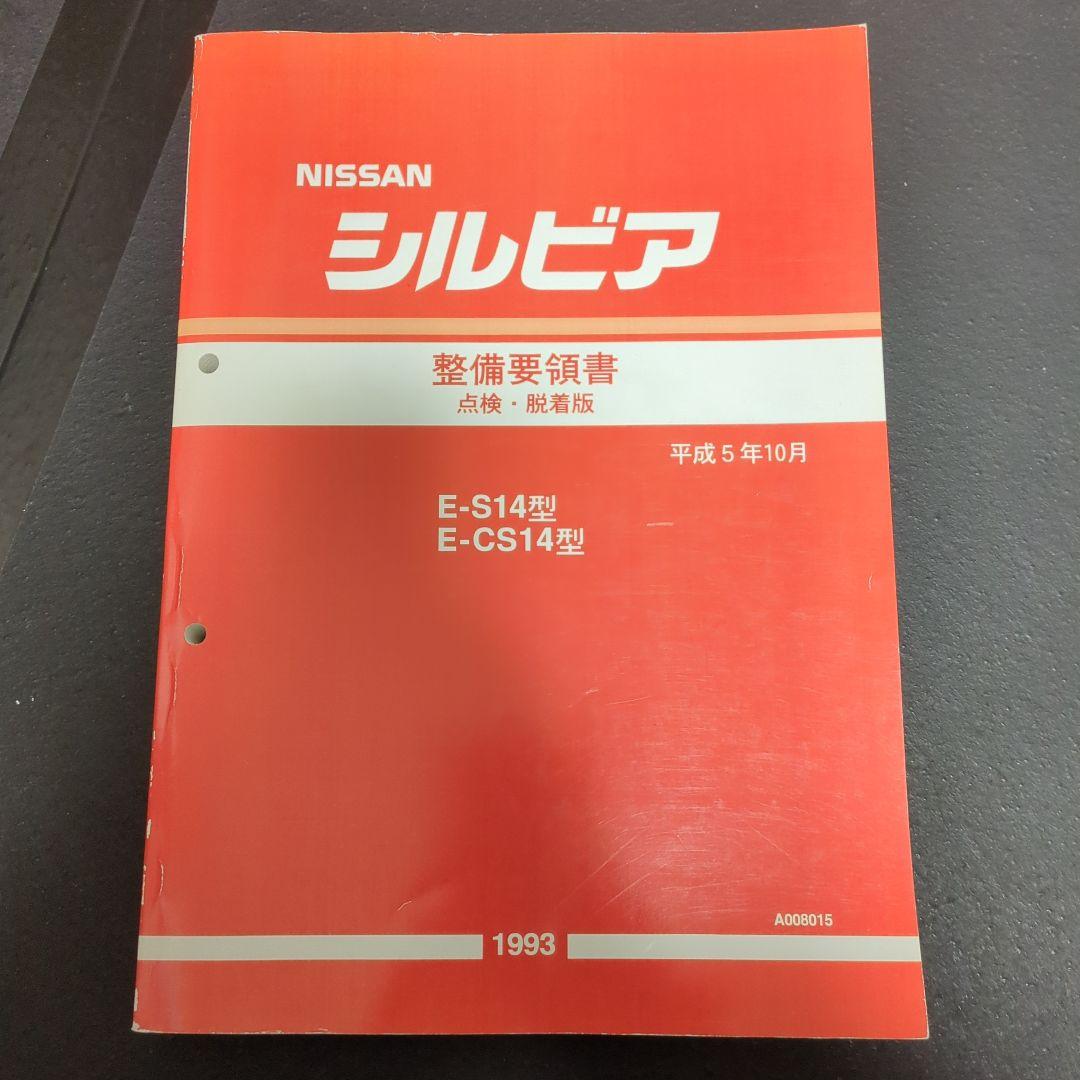 NISSAN
シルビア
整備要領書
点検・脱着版
平成5年10月
E-S14型
E-CS14型
A008015
1993